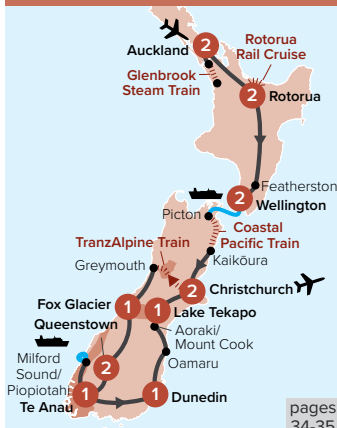 2
Auckland
Rotorua
Rail Cruise
Glenbrook
Steam Train
2
Rotorua
Featherston
2
Wellington
Picton
Coastal
Pacific Train
TranzAlpine Train
Kaikōura
Greymouth
2
Christchurch
Fox Glacier
1
1
Lake Tekapo
Queenstown
Aoraki/
Mount Cook
Milford
Sound/
Piopiotahi
2
Oamaru
Te Anau
1
1
Dunedin
pages
34-35